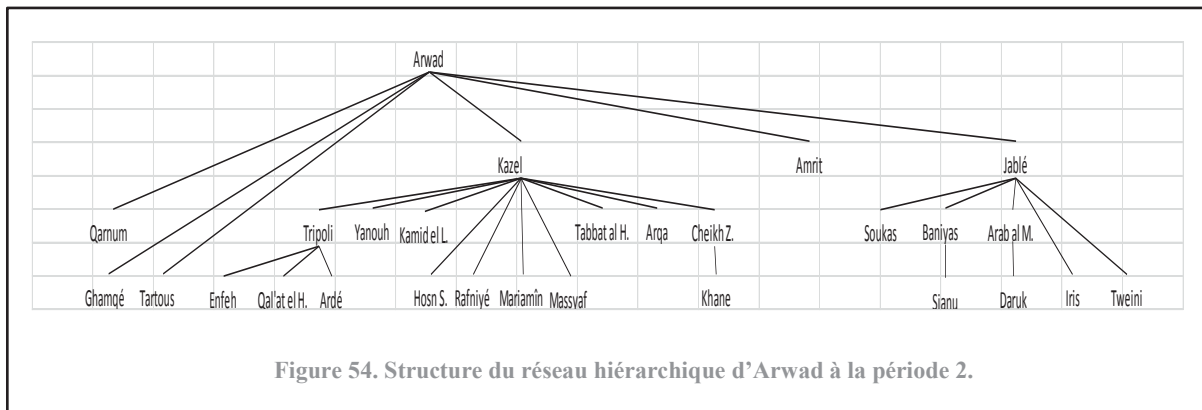 Arwad
Kazel Amrit Jablé
Qarnum Tripoli Yanouh Kamid el L. Tabbat al H. Arqa Cheikh Z. Soukas Baniyas Arab al M.
Ghamqé Tartous Enfeh Qal'at el H. Ardé Hosn S. Rafniyé Mariamîn Massyaf Khane Sianu Daruk Iris Tweini
Figure 54. Structure du réseau hiérarchique d'Arwad à la période 2.